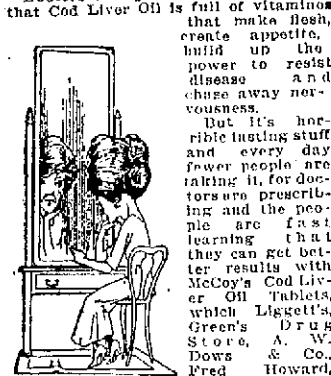 that Cod Liver Oil is full of vitamines
that make flesh,
create appetite,
build up the
power to resist
disease and
chase away ner-
vousness.
But it's hor-
rible tasting stuff
and every day
fewer people are
taking it, for doc-
tors are prescrib-
ing and the peo-
ple are fast
learning that
they can get bet-
ter results with
McCoy's Cod Liv-
er Oil Tablets,
which Liggett's,
Green's Drug
Store, A. W.
Dows & Co.
Fred Howard,